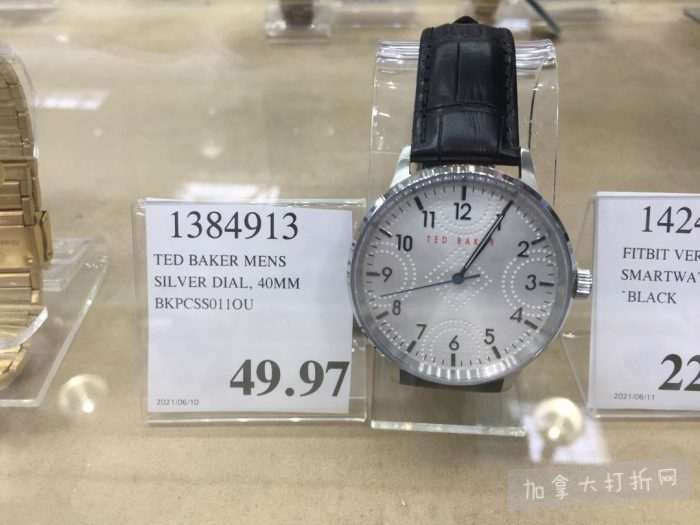 1384913
TED BAKER MENS
SILVER DIAL, 40MM
BKPCSS011OU
49.97
2021/06/10
12
11
10
9
8
7
6
5
4
3
2
TED BAKER
1424
FITBIT VER
SMARTWA
BLACK
22
2021/06/11
加拿大打折网